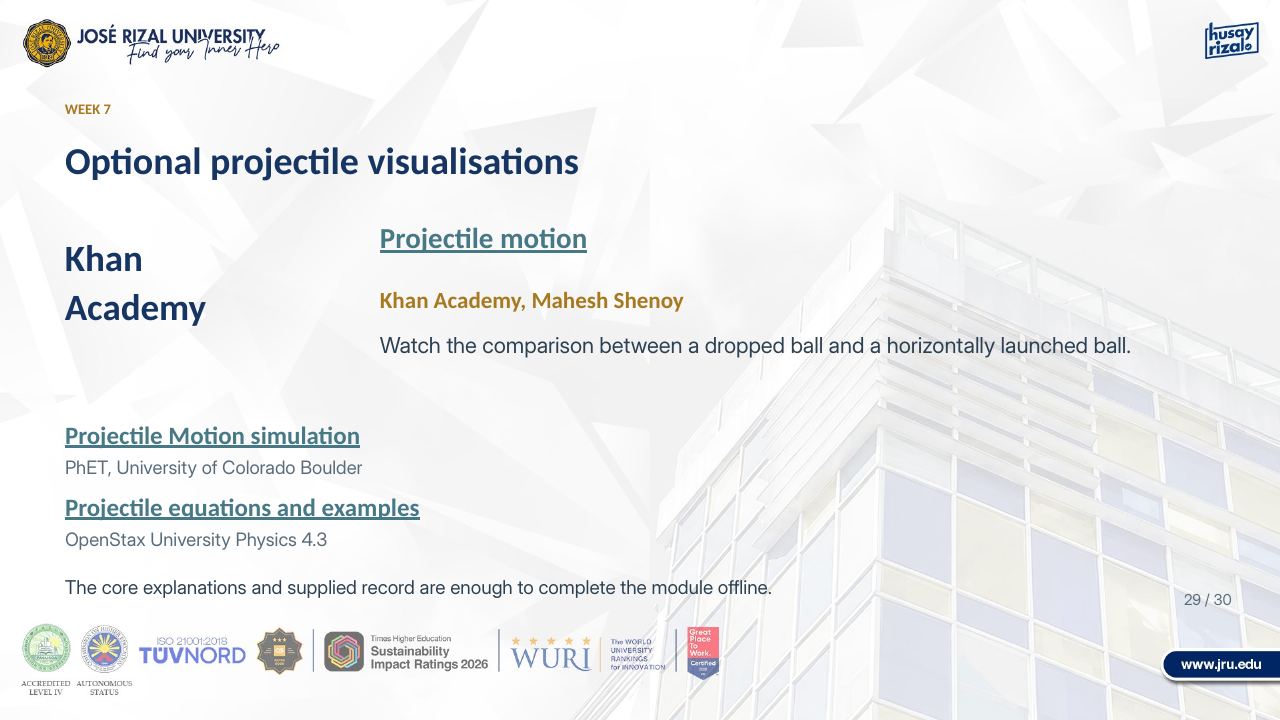 JOSÉ RIZAL UNIVERSITY
Find your Inner Hero
husay
rizal
WEEK 7
Optional projectile visualisations
Khan
Academy
Projectile motion
Khan Academy, Mahesh Shenoy
Watch the comparison between a dropped ball and a horizontally launched ball.
Projectile Motion simulation
PhET, University of Colorado Boulder
Projectile equations and examples
OpenStax University Physics 4.3
The core explanations and supplied record are enough to complete the module offline.
29 / 30
ACCREDITED
LEVEL IV
AUTONOMOUS
STATUS
ISO 21001:2018
TÜVNORD
Times Higher Education
Sustainability
Impact Ratings 2026
WURI
The WORLD
UNIVERSITY
RANKINGS
for INNOVATION
Great
Place
To
Work.
Certified
www.jru.edu